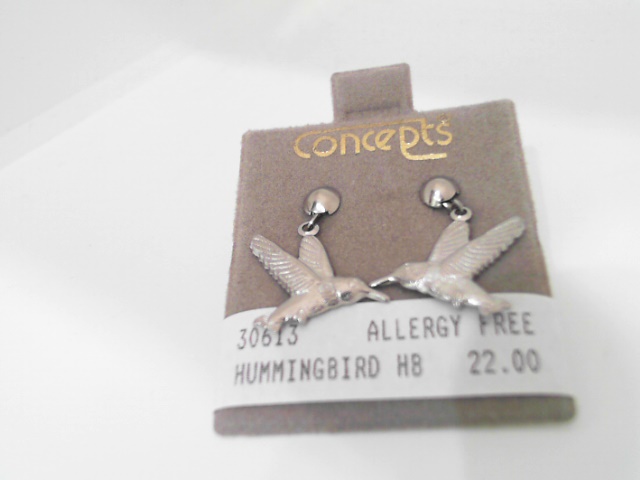 Concepts
30613 ALLERGY FREE
HUMMINGBIRD H8 22.00